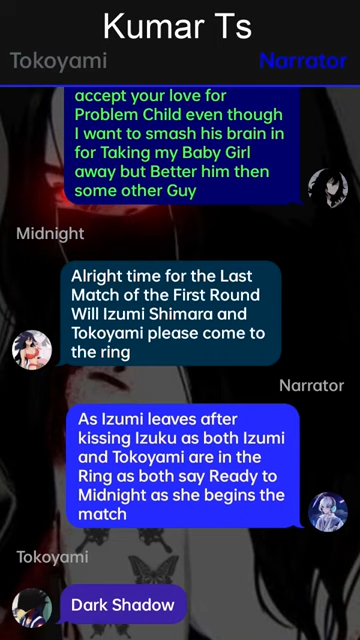 Kumar Ts
Tokoyami
Narrator
accept your love for
Problem Child even though
I want to smash his brain in
for Taking my Baby Girl
away but Better him then
some other Guy
Midnight
Alright time for the Last
Match of the First Round
Will Izumi Shimara and
Tokoyami please come to
the ring
Narrator
As Izumi leaves after
kissing Izuku as both Izumi
and Tokoyami are in the
Ring as both say Ready to
Midnight as she begins the
match
Tokoyami
Dark Shadow